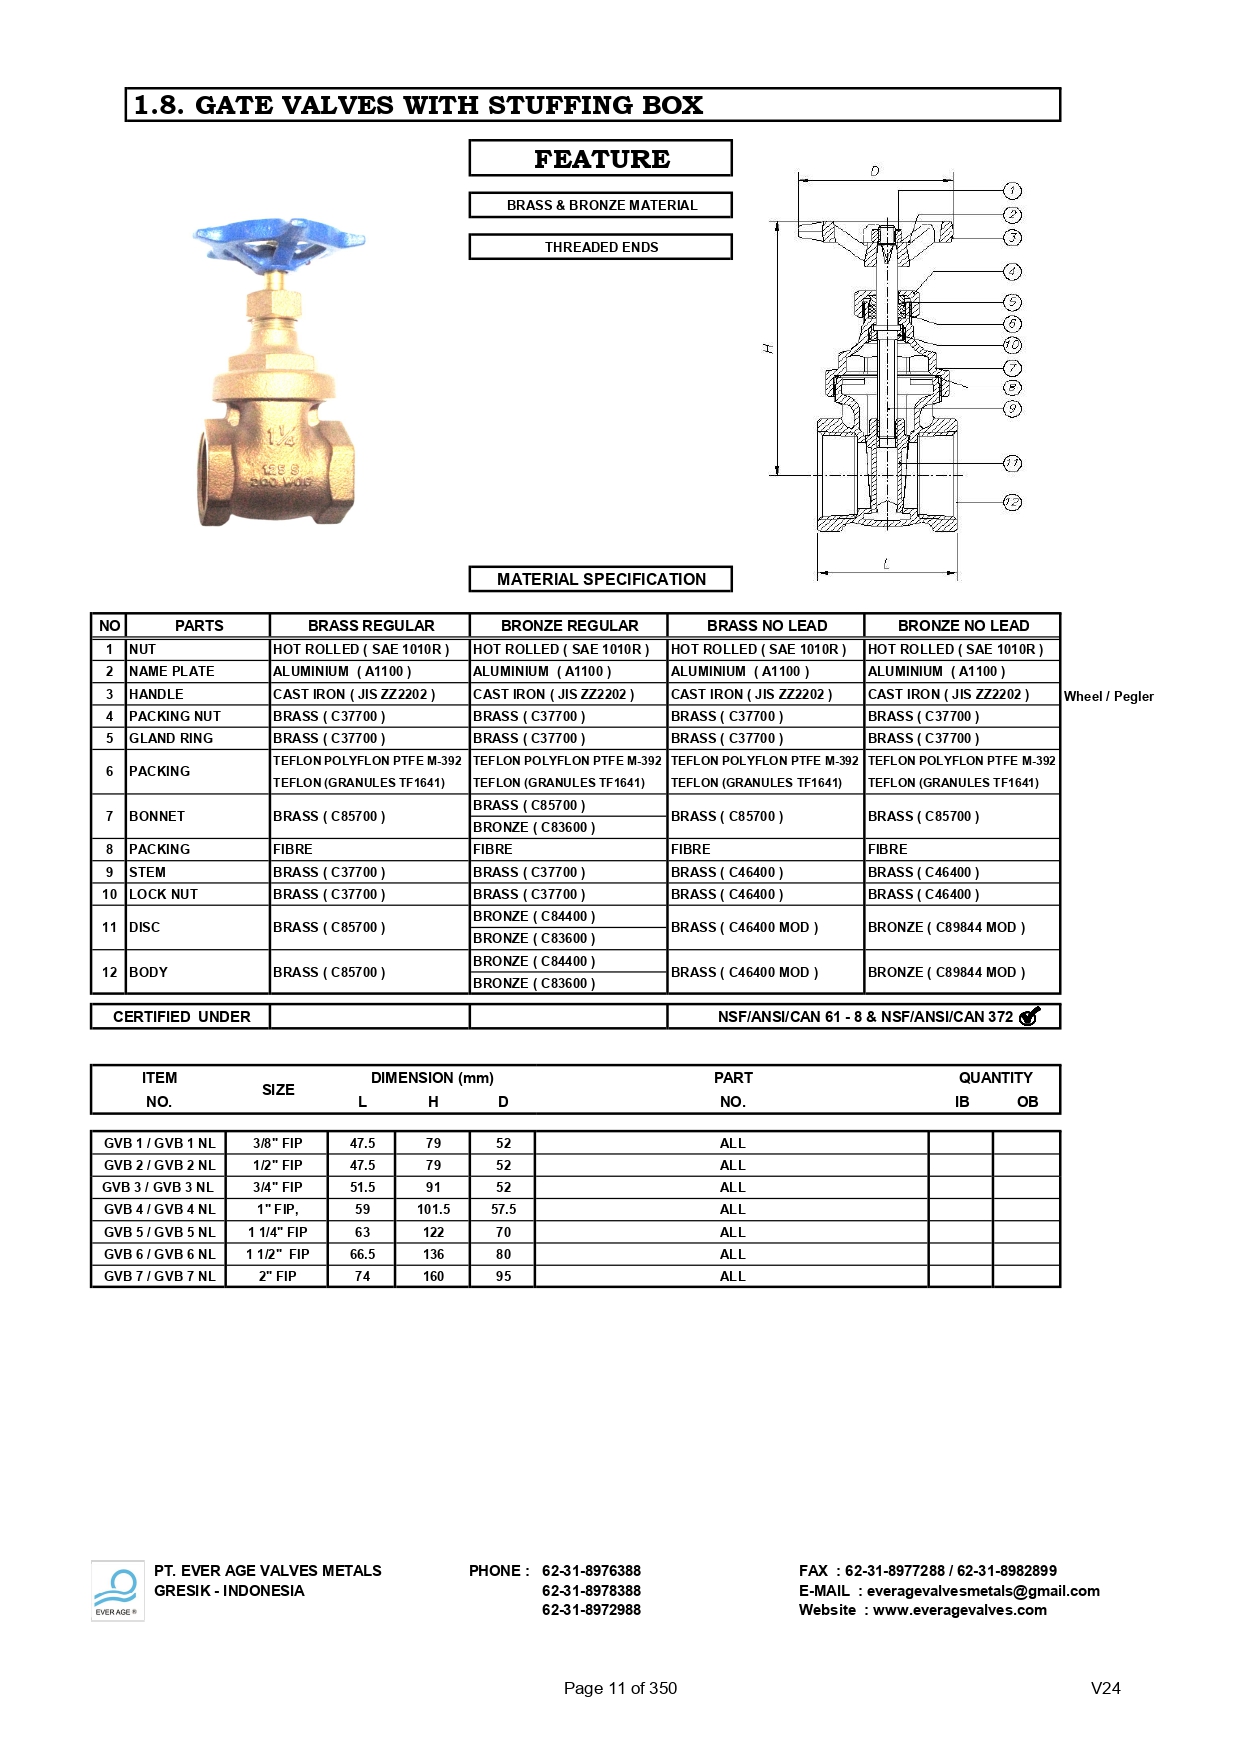 1.8. GATE VALVES WITH STUFFING BOX
FEATURE
BRASS & BRONZE MATERIAL
THREADED ENDS
1 1/4
125 S
200 WOG
D
H
L
1
2
3
4
5
6
10
7
8
9
11
12
MATERIAL SPECIFICATION
NO PARTS BRASS REGULAR BRONZE REGULAR BRASS NO LEAD BRONZE NO LEAD
1 NUT HOT ROLLED ( SAE 1010R ) HOT ROLLED ( SAE 1010R ) HOT ROLLED ( SAE 1010R ) HOT ROLLED ( SAE 1010R )
2 NAME PLATE ALUMINIUM ( A1100 ) ALUMINIUM ( A1100 ) ALUMINIUM ( A1100 ) ALUMINIUM ( A1100 )
3 HANDLE CAST IRON ( JIS ZZ2202 ) CAST IRON ( JIS ZZ2202 ) CAST IRON ( JIS ZZ2202 ) CAST IRON ( JIS ZZ2202 ) Wheel / Pegler
4 PACKING NUT BRASS ( C37700 ) BRASS ( C37700 ) BRASS ( C37700 ) BRASS ( C37700 )
5 GLAND RING BRASS ( C37700 ) BRASS ( C37700 ) BRASS ( C37700 ) BRASS ( C37700 )
6 PACKING TEFLON POLYFLON PTFE M-392 TEFLON POLYFLON PTFE M-392 TEFLON POLYFLON PTFE M-392 TEFLON POLYFLON PTFE M-392
TEFLON (GRANULES TF1641) TEFLON (GRANULES TF1641) TEFLON (GRANULES TF1641) TEFLON (GRANULES TF1641)
7 BONNET BRASS ( C85700 ) BRASS ( C85700 ) BRASS ( C85700 ) BRASS ( C85700 )
BRONZE ( C83600 )
8 PACKING FIBRE FIBRE FIBRE FIBRE
9 STEM BRASS ( C37700 ) BRASS ( C37700 ) BRASS ( C46400 ) BRASS ( C46400 )
10 LOCK NUT BRASS ( C37700 ) BRASS ( C37700 ) BRASS ( C46400 ) BRASS ( C46400 )
11 DISC BRASS ( C85700 ) BRONZE ( C84400 ) BRASS ( C46400 MOD ) BRONZE ( C89844 MOD )
BRONZE ( C83600 )
12 BODY BRASS ( C85700 ) BRONZE ( C84400 ) BRASS ( C46400 MOD ) BRONZE ( C89844 MOD )
BRONZE ( C83600 )
CERTIFIED UNDER NSF/ANSI/CAN 61 - 8 & NSF/ANSI/CAN 372
ITEM SIZE DIMENSION (mm) PART QUANTITY
NO. L H D NO. IB OB
GVB 1 / GVB 1 NL 3/8" FIP 47.5 79 52 ALL
GVB 2 / GVB 2 NL 1/2" FIP 47.5 79 52 ALL
GVB 3 / GVB 3 NL 3/4" FIP 51.5 91 52 ALL
GVB 4 / GVB 4 NL 1" FIP, 59 101.5 57.5 ALL
GVB 5 / GVB 5 NL 1 1/4" FIP 63 122 70 ALL
GVB 6 / GVB 6 NL 1 1/2" FIP 66.5 136 80 ALL
GVB 7 / GVB 7 NL 2" FIP 74 160 95 ALL
EVER AGE ®
PT. EVER AGE VALVES METALS PHONE : 62-31-8976388 FAX : 62-31-8977288 / 62-31-8982899
GRESIK - INDONESIA 62-31-8978388 E-MAIL : everagevalvesmetals@gmail.com
62-31-8972988 Website : www.everagevalves.com
Page 11 of 350 V24